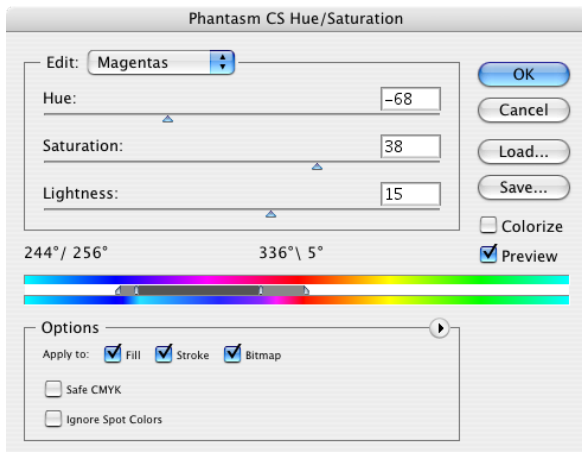 Phantasm CS Hue/Saturation
Edit: Magentas
Hue: -68
Saturation: 38
Lightness: 15
OK
Cancel
Load...
Save...
Colorize
Preview
244°/ 256° 336°\ 5°
Options
Apply to: Fill Stroke Bitmap
Safe CMYK
Ignore Spot Colors